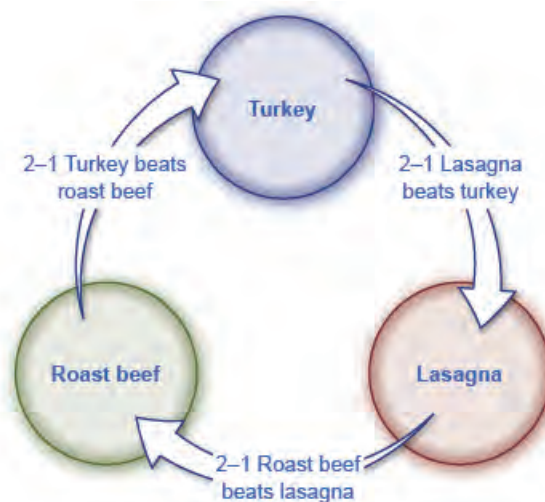 Turkey
2–1 Turkey beats
roast beef
2–1 Lasagna
beats turkey
Roast beef
Lasagna
2–1 Roast beef
beats lasagna